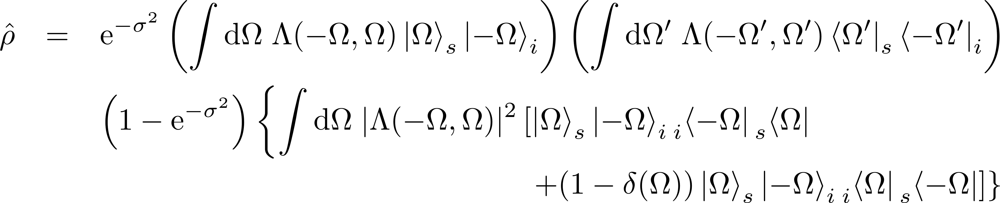 ρ̂ = e^{−σ^2} (∫ dΩ Λ(−Ω, Ω) |Ω⟩_s |−Ω⟩_i) (∫ dΩ′ Λ(−Ω′, Ω′) ⟨Ω′|_s ⟨−Ω′|_i)
(1 − e^{−σ^2}) {∫ dΩ |Λ(−Ω, Ω)|^2 [|Ω⟩_s |−Ω⟩_i _i⟨−Ω| _s⟨Ω|
+(1 − δ(Ω)) |Ω⟩_s |−Ω⟩_i _i⟨Ω| _s⟨−Ω|]}